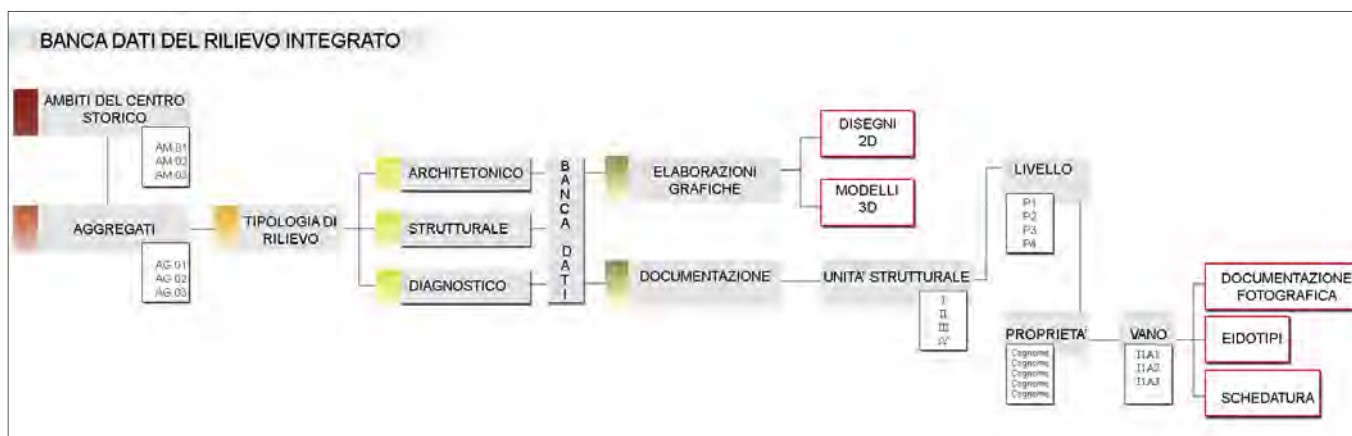 BANCA DATI DEL RILIEVO INTEGRATO
AMBITI DEL CENTRO
STORICO
AM.01
AM.02
AM.03
AGGREGATI
AG.01
AG.02
AG.03
TIPOLOGIA DI
RILIEVO
ARCHITETONICO
STRUTTURALE
DIAGNOSTICO
BANCA DATI
ELABORAZIONI
GRAFICHE
DISEGNI
2D
MODELLI
3D
DOCUMENTAZIONE
UNITA' STRUTTURALE
I
II
III
IV
LIVELLO
P1
P2
P3
P4
PROPRIETA'
Cognome
Cognome
Cognome
Cognome
Cognome
VANO
I1A1
I1A2
I1A3
DOCUMENTAZIONE
FOTOGRAFICA
EIDOTIPI
SCHEDATURA